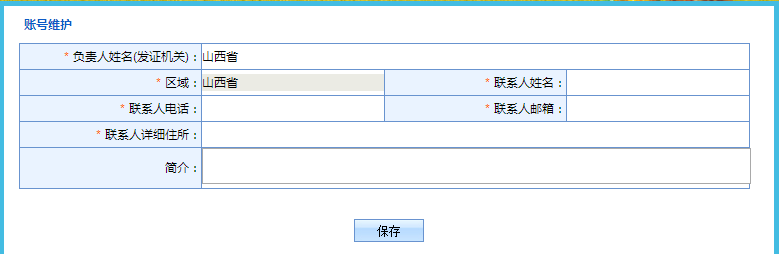 账号维护
* 负责人姓名(发证机关)：山西省
* 区域：山西省 * 联系人姓名：
* 联系人电话： * 联系人邮箱：
* 联系人详细住所：
简介：
保存